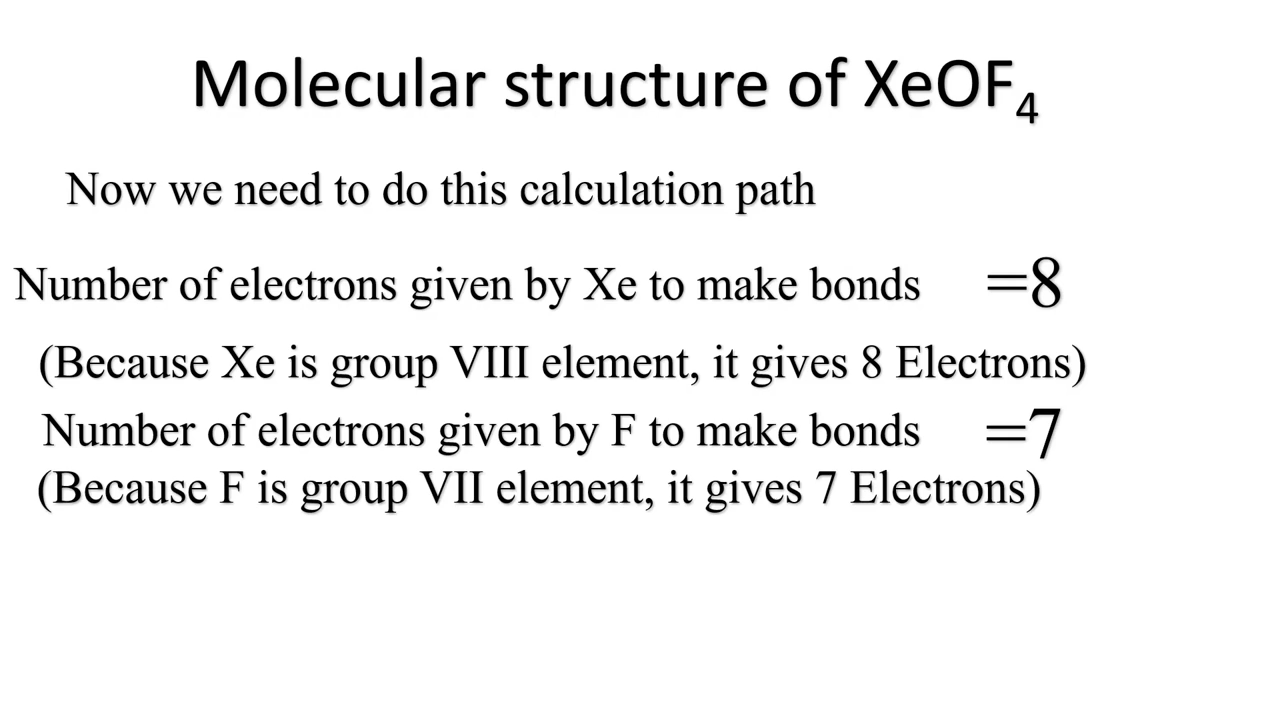 Molecular structure of XeOF₄
Now we need to do this calculation path
Number of electrons given by Xe to make bonds =8
(Because Xe is group VIII element, it gives 8 Electrons)
Number of electrons given by F to make bonds =7
(Because F is group VII element, it gives 7 Electrons)